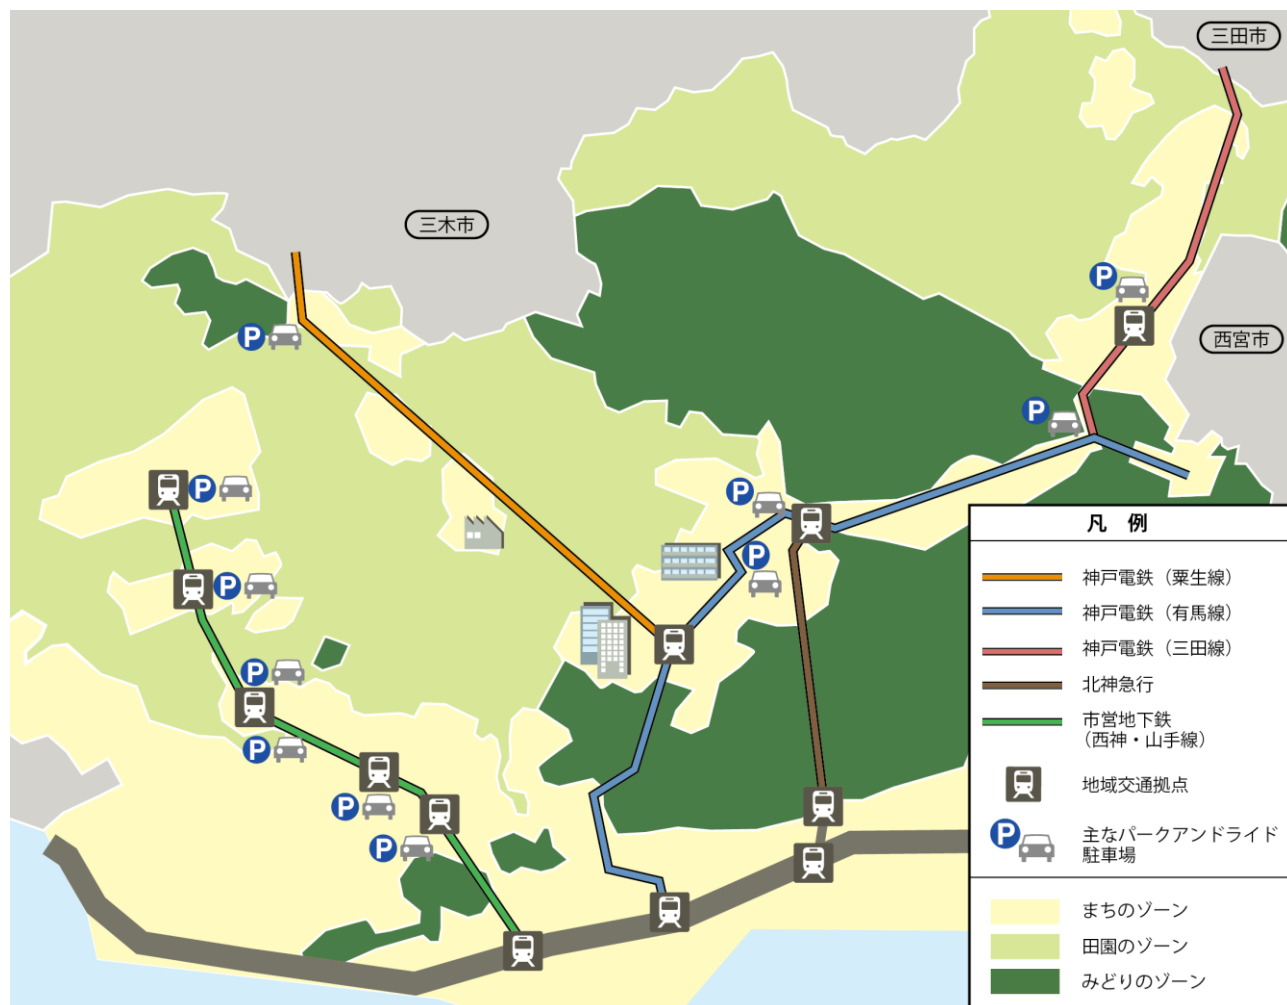 三田市
三木市
西宮市
P
P
P
P
P
P
P
P
P
P
P
凡 例
神戸電鉄（粟生線）
神戸電鉄（有馬線）
神戸電鉄（三田線）
北神急行
市営地下鉄
（西神・山手線）
地域交通拠点
P
主なパークアンドライド
駐車場
まちのゾーン
田園のゾーン
みどりのゾーン